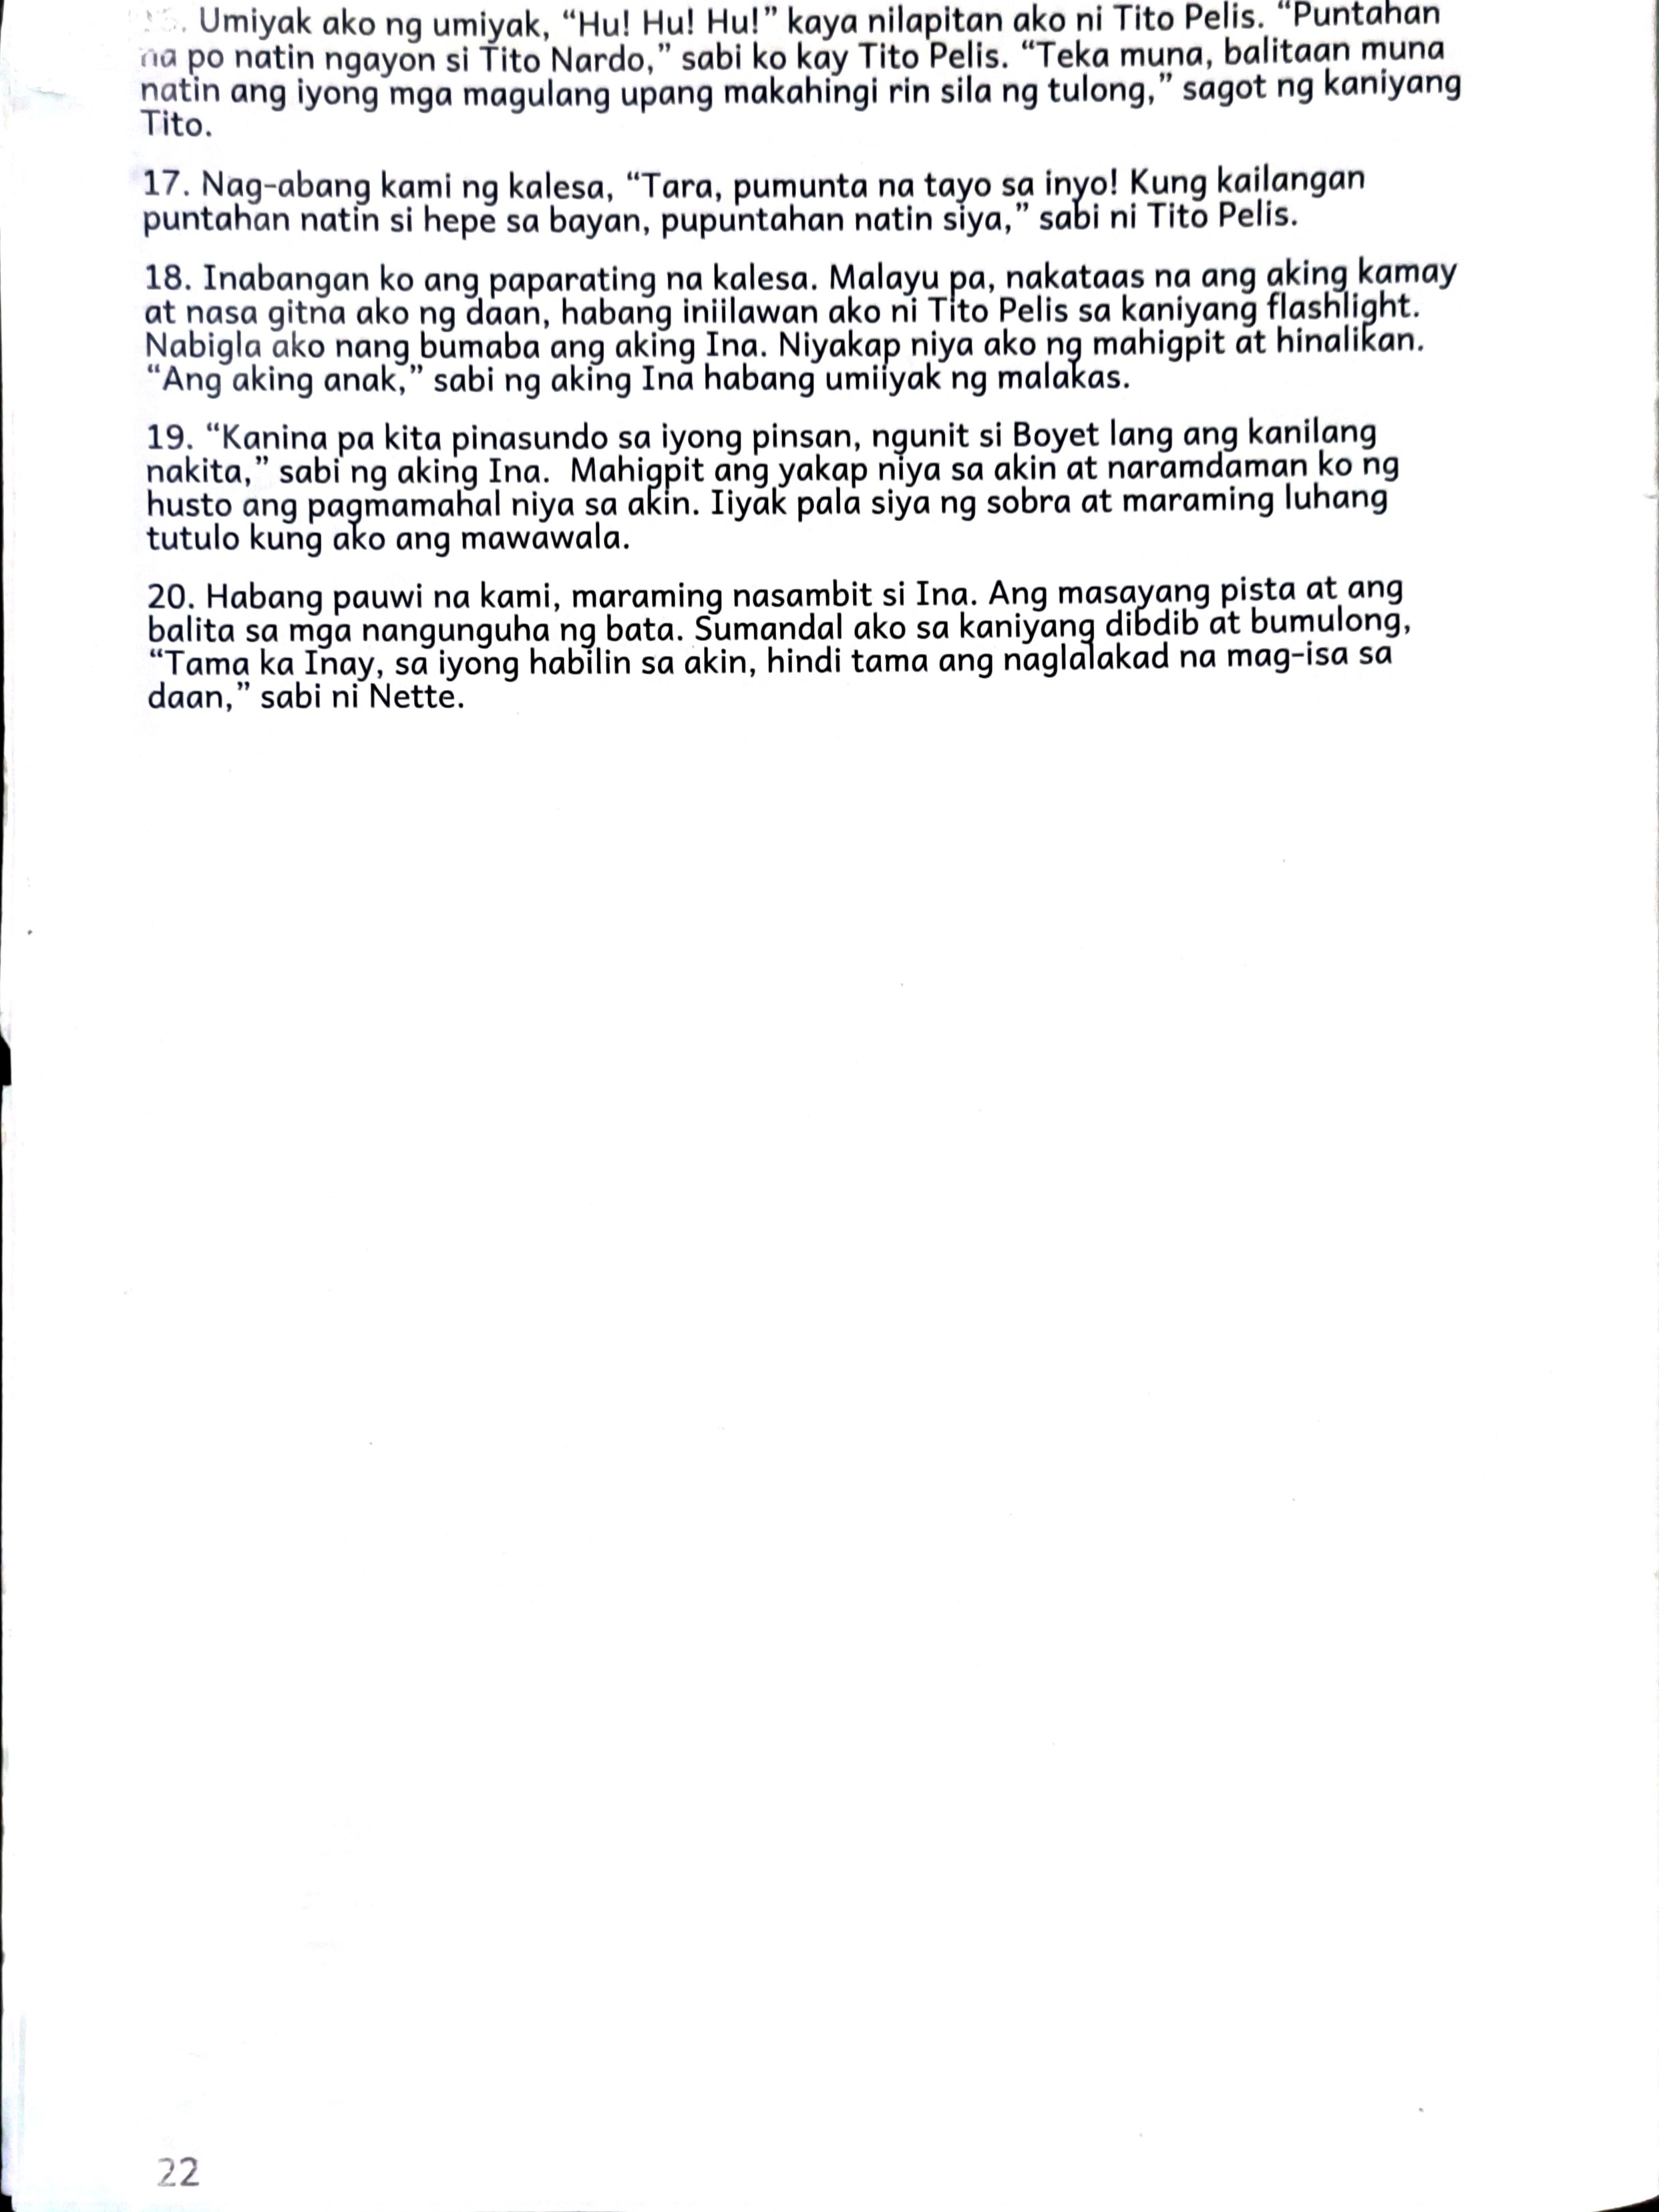 . Umiyak ako ng umiyak, “Hu! Hu! Hu!” kaya nilapitan ako ni Tito Pelis. “Puntahan
na po natin ngayon si Tito Nardo,” sabi ko kay Tito Pelis. “Teka muna, balitaan muna
natin ang iyong mga magulang upang makahingi rin sila ng tulong,” sagot ng kaniyang
Tito.
17. Nag-abang kami ng kalesa, “Tara, pumunta na tayo sa inyo! Kung kailangan
puntahan natin si hepe sa bayan, pupuntahan natin siya,” sabi ni Tito Pelis.
18. Inabangan ko ang paparating na kalesa. Malayu pa, nakataas na ang aking kamay
at nasa gitna ako ng daan, habang iniilawan ako ni Tito Pelis sa kaniyang flashlight.
Nabigla ako nang bumaba ang aking Ina. Niyakap niya ako ng mahigpit at hinalikan.
“Ang aking anak,” sabi ng aking Ina habang umiiyak ng malakas.
19. “Kanina pa kita pinasundo sa iyong pinsan, ngunit si Boyet lang ang kanilang
nakita,” sabi ng aking Ina.  Mahigpit ang yakap niya sa akin at naramdaman ko ng
husto ang pagmamahal niya sa akin. Iiyak pala siya ng sobra at maraming luhang
tutulo kung ako ang mawawala.
20. Habang pauwi na kami, maraming nasambit si Ina. Ang masayang pista at ang
balita sa mga nangunguha ng bata. Sumandal ako sa kaniyang dibdib at bumulong,
“Tama ka Inay, sa iyong habilin sa akin, hindi tama ang naglalakad na mag-isa sa
daan,” sabi ni Nette.
22